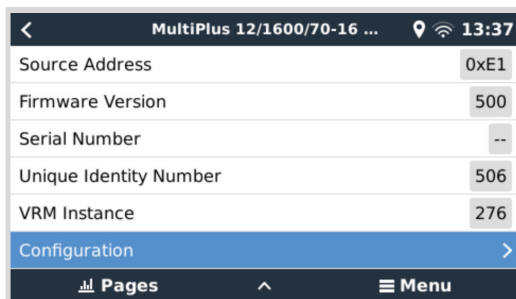 MultiPlus 12/1600/70-16 ... 13:37
Source Address 0xE1
Firmware Version 500
Serial Number --
Unique Identity Number 506
VRM Instance 276
Configuration
Pages Menu